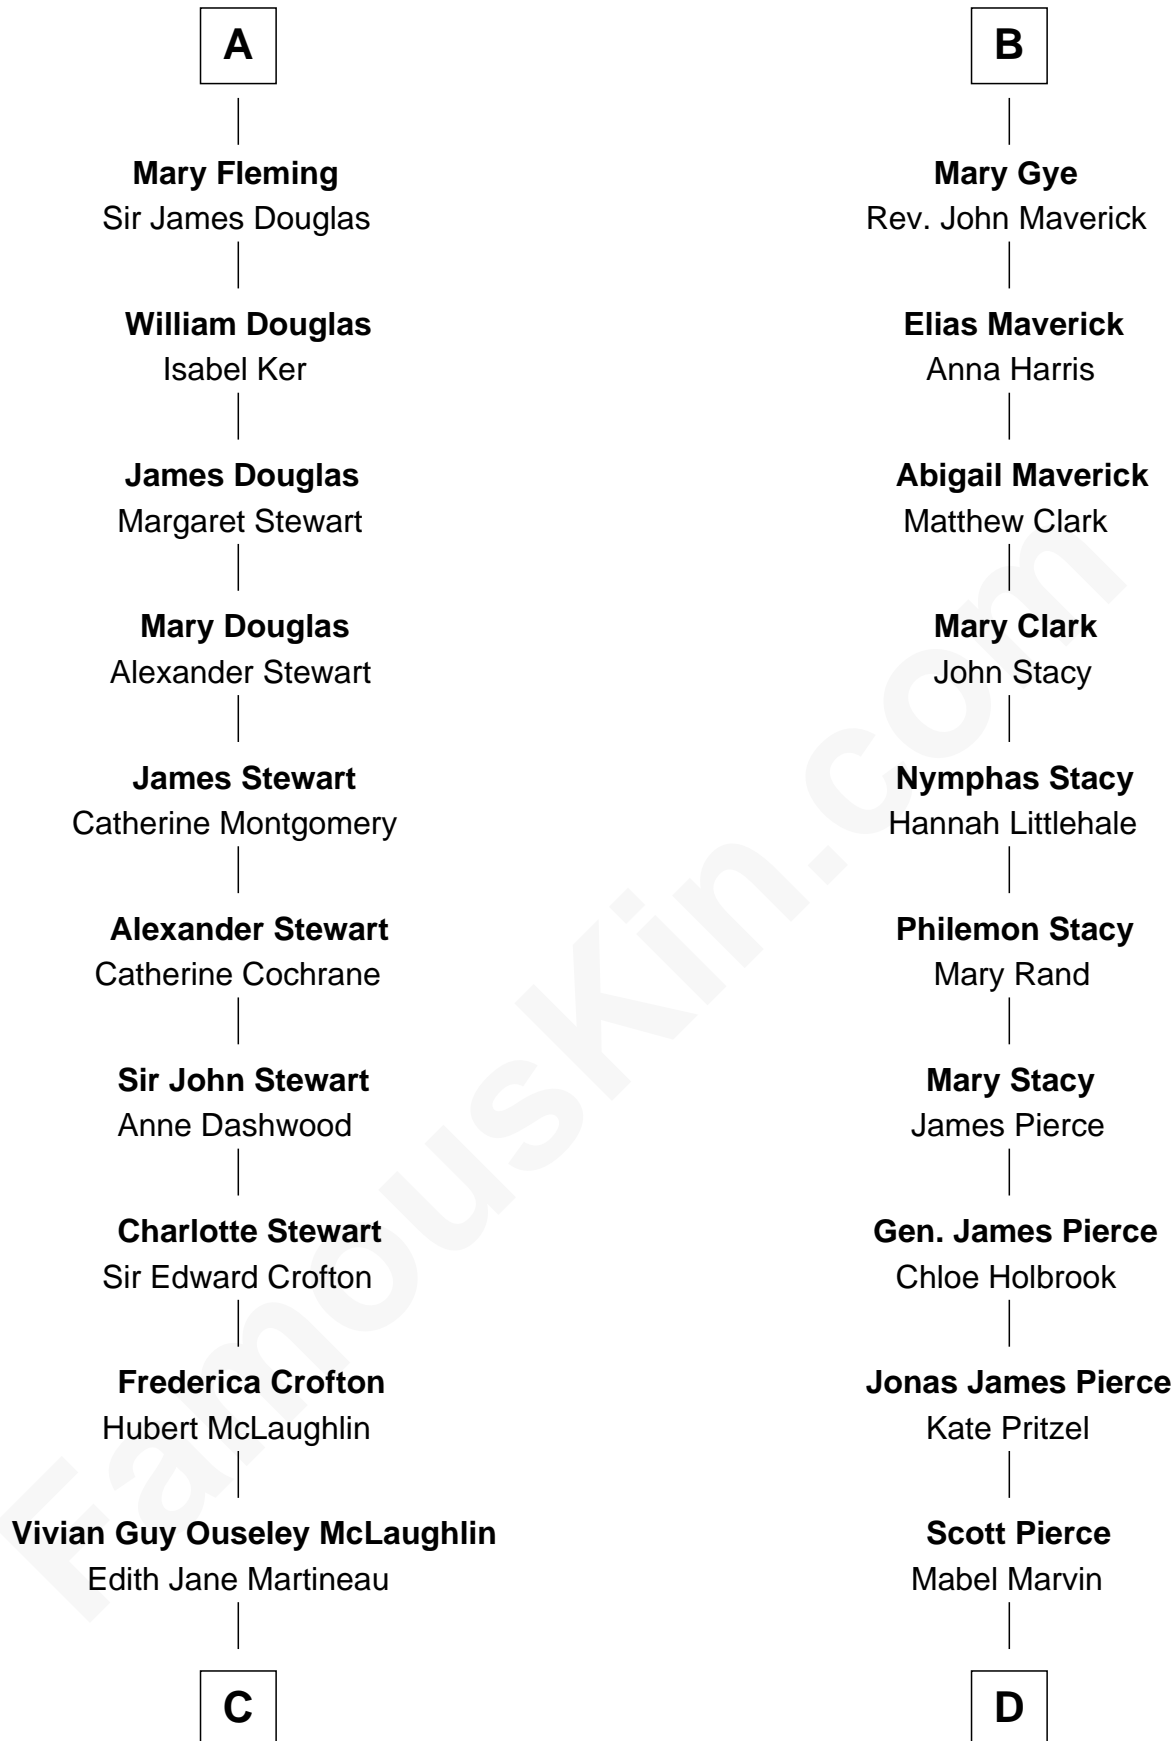 A
Mary Fleming
Sir James Douglas
William Douglas
Isabel Ker
James Douglas
Margaret Stewart
Mary Douglas
Alexander Stewart
James Stewart
Catherine Montgomery
Alexander Stewart
Catherine Cochrane
Sir John Stewart
Anne Dashwood
Charlotte Stewart
Sir Edward Crofton
Frederica Crofton
Hubert McLaughlin
Vivian Guy Ouseley McLaughlin
Edith Jane Martineau
C
B
Mary Gye
Rev. John Maverick
Elias Maverick
Anna Harris
Abigail Maverick
Matthew Clark
Mary Clark
John Stacy
Nymphas Stacy
Hannah Littlehale
Philemon Stacy
Mary Rand
Mary Stacy
James Pierce
Gen. James Pierce
Chloe Holbrook
Jonas James Pierce
Kate Pritzel
Scott Pierce
Mabel Marvin
D
FamousKin.com